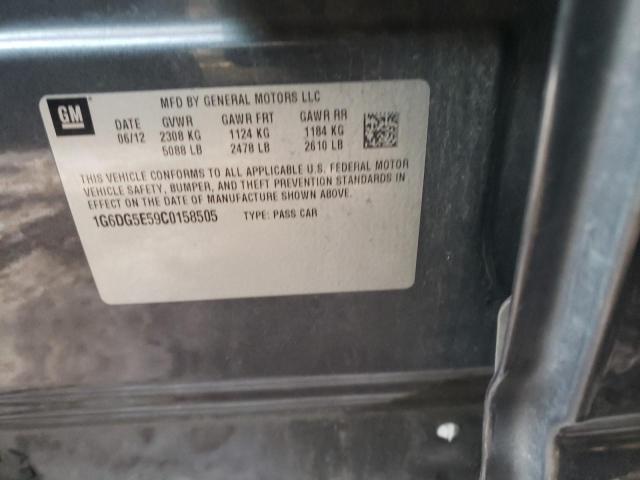 MFD BY GENERAL MOTORS LLC
GM
DATE GVWR GAWR FRT GAWR RR
06/12 2308 KG 1124 KG 1184 KG
5088 LB 2478 LB 2610 LB
THIS VEHICLE CONFORMS TO ALL APPLICABLE U.S. FEDERAL MOTOR
VEHICLE SAFETY, BUMPER, AND THEFT PREVENTION STANDARDS IN
EFFECT ON THE DATE OF MANUFACTURE SHOWN ABOVE.
1G6DG5E59C0158505 TYPE: PASS CAR